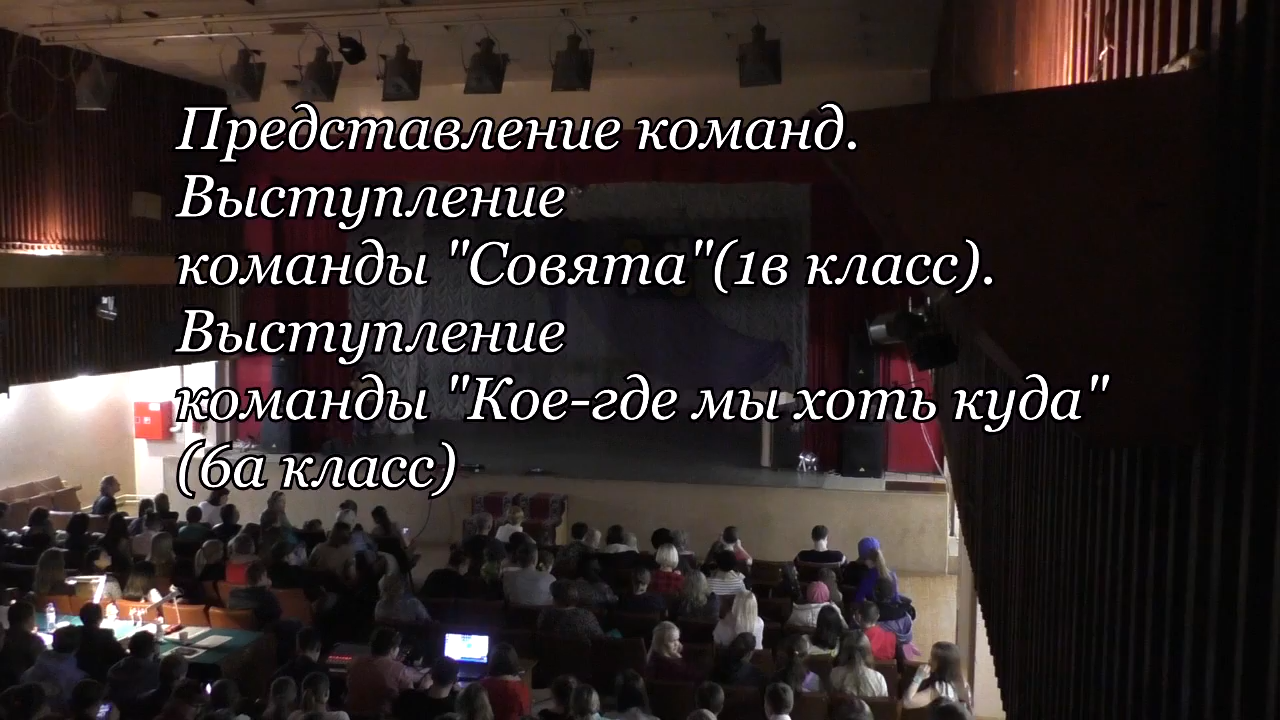 Представление команд.
Выступление
команды "Совята"(1в класс).
Выступление
команды "Кое-где мы хоть куда"
(6а класс)